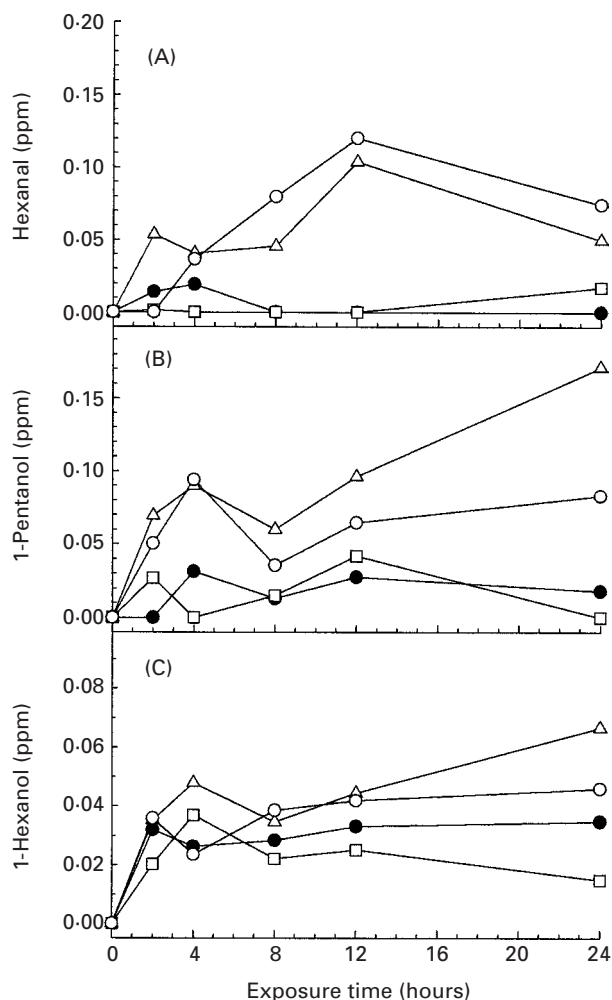 0·20
(A)
0·15
0·10
0·05
0·00
Hexanal (ppm)
(B)
0·15
0·10
0·05
0·00
1-Pentanol (ppm)
(C)
0·08
0·06
0·04
0·02
0·00
1-Hexanol (ppm)
0 2 4 8 12 16 20 24
Exposure time (hours)